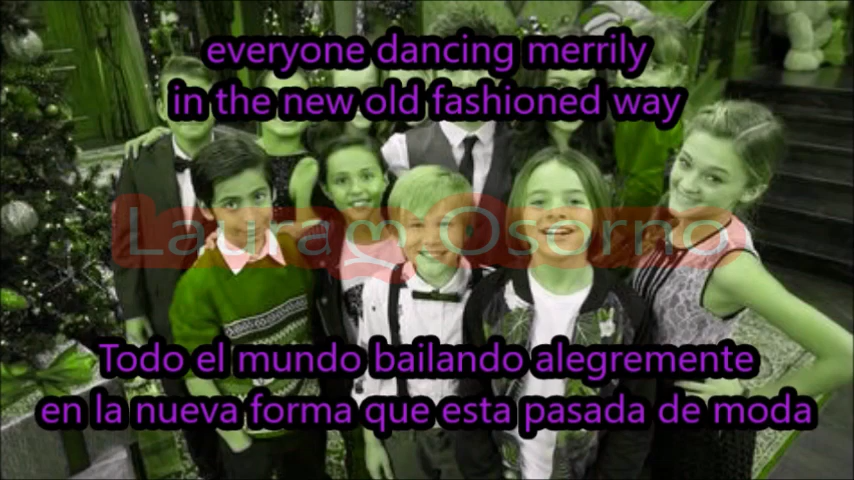 everyone dancing merrily
in the new old fashioned way
Lauram Osorno
Todo el mundo bailando alegremente
en la nueva forma que esta pasada de moda